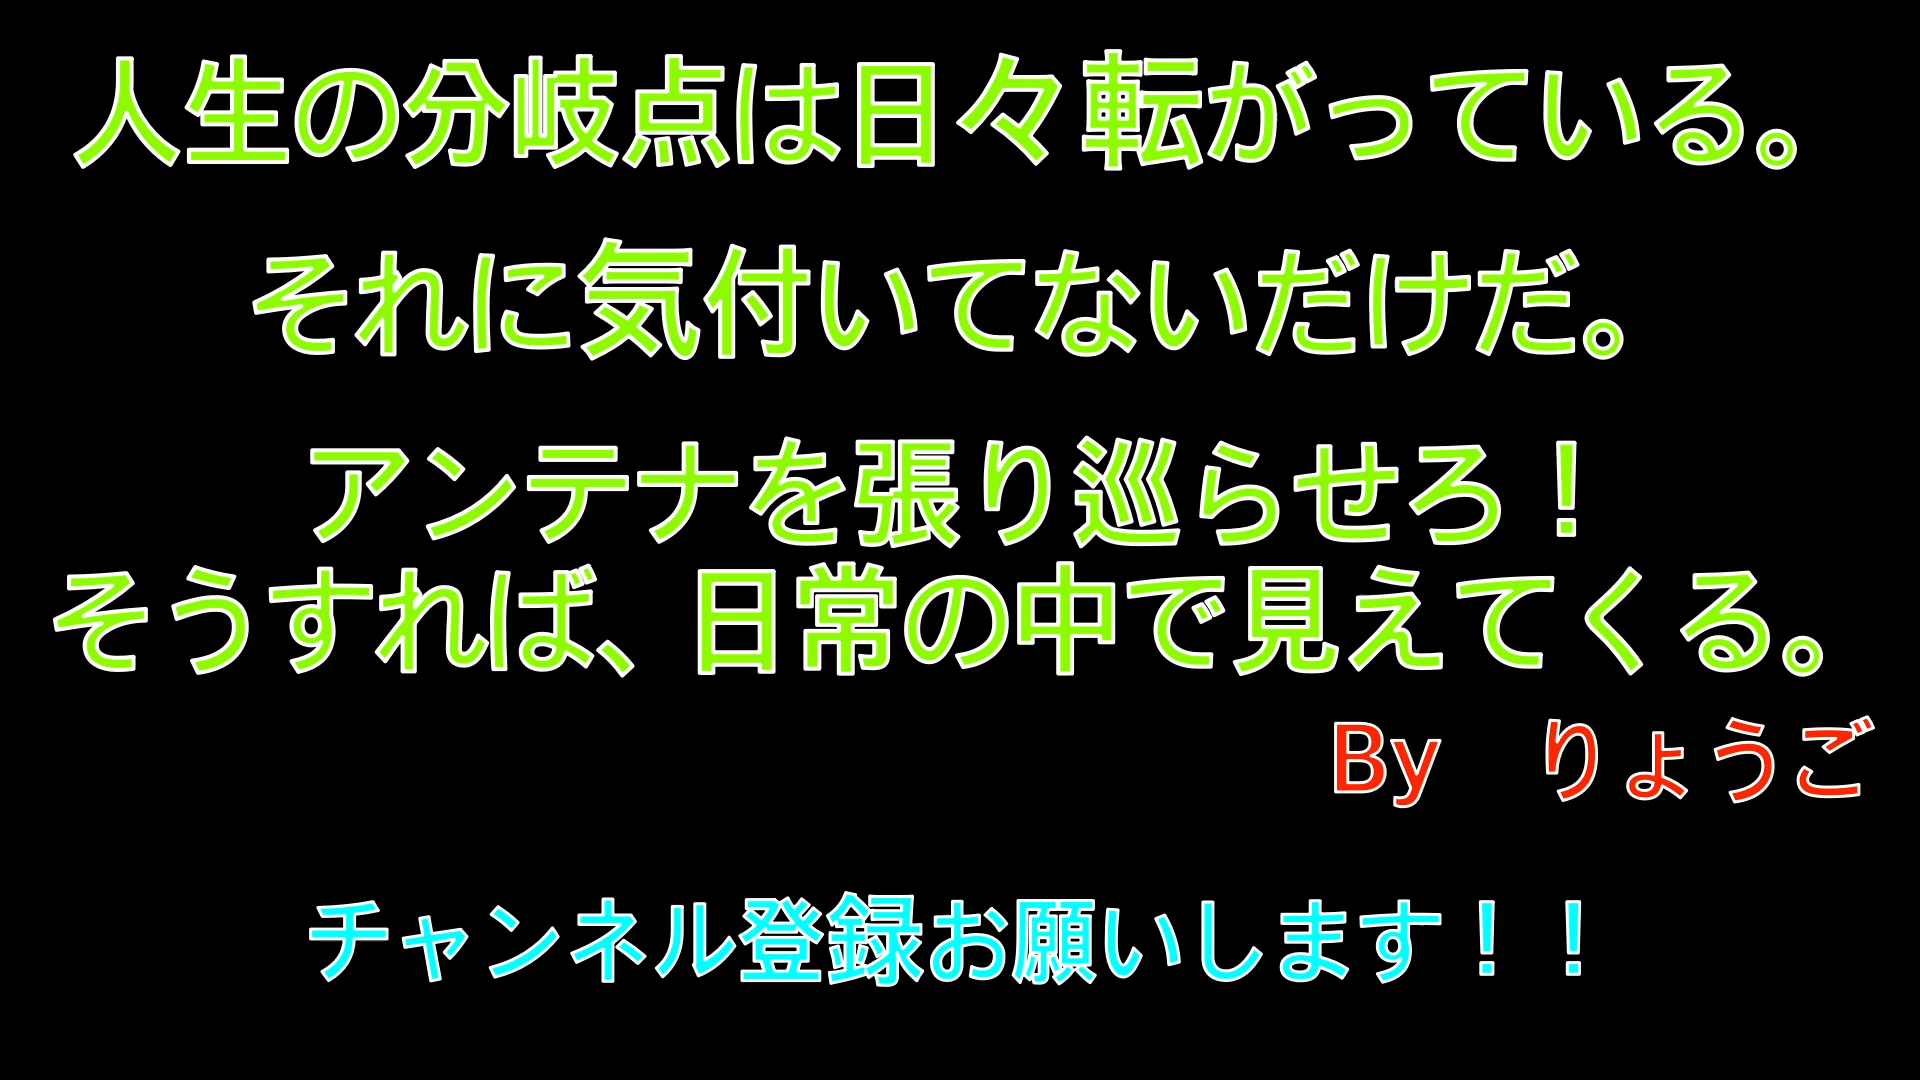 人生の分岐点は日々転がっている。
それに気付いてないだけだ。
アンテナを張り巡らせろ！
そうすれば、日常の中で見えてくる。
By　りょうご
チャンネル登録お願いします！！